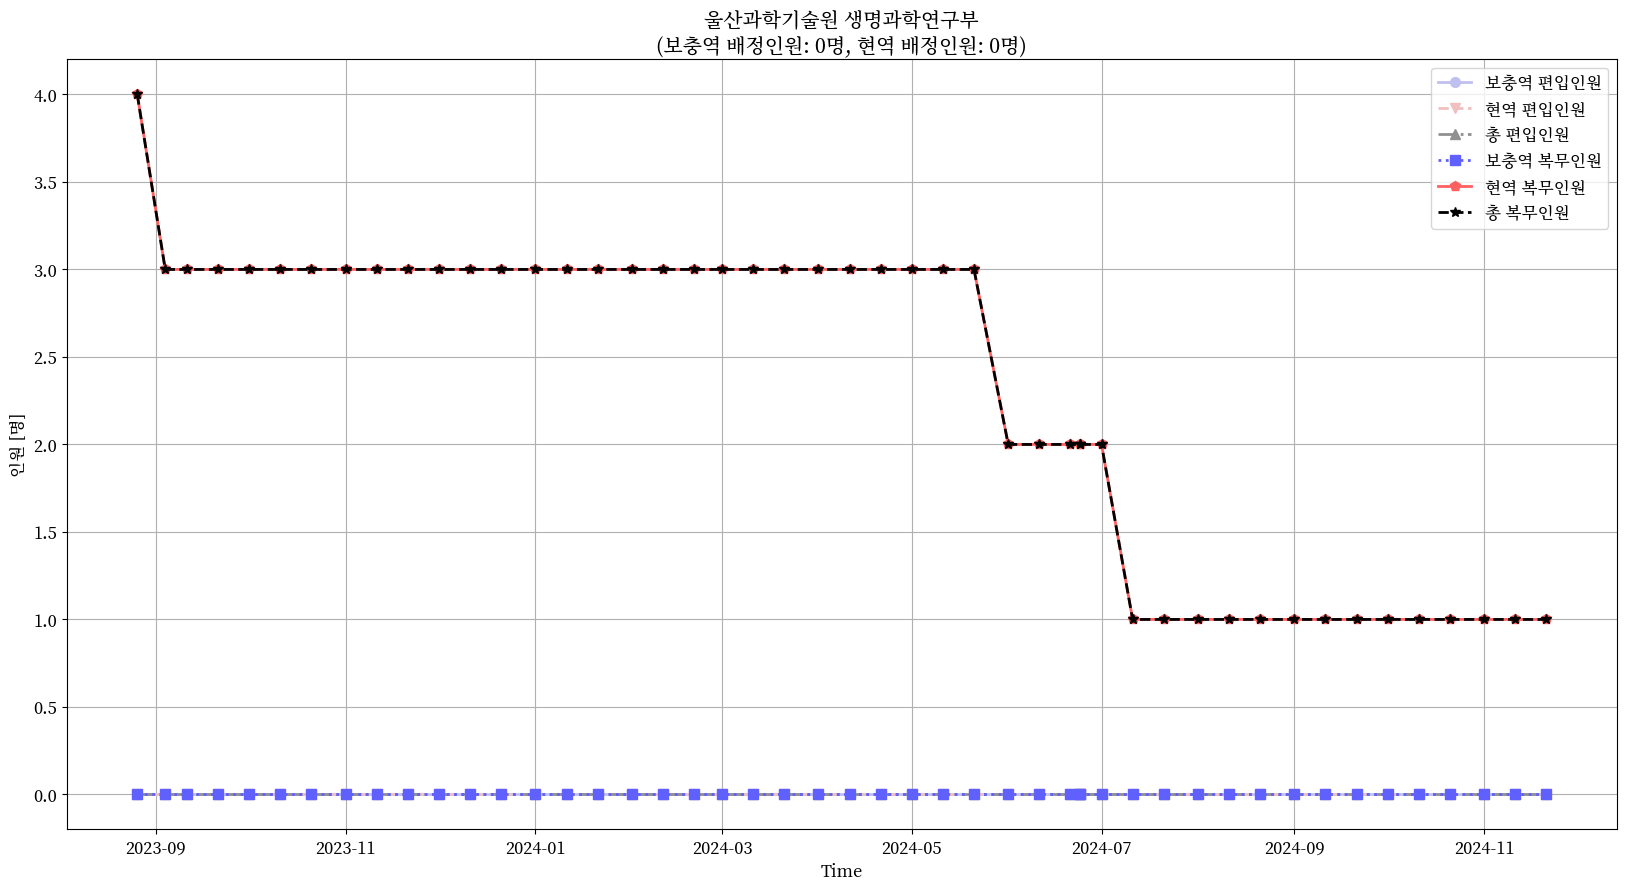 울산과학기술원 생명과학연구부
(보충역 배정인원: 0명, 현역 배정인원: 0명)
보충역 편입인원
현역 편입인원
총 편입인원
보충역 복무인원
현역 복무인원
총 복무인원
인원 [명]
4.0
3.5
3.0
2.5
2.0
1.5
1.0
0.5
0.0
2023-09 2023-11 2024-01 2024-03 2024-05 2024-07 2024-09 2024-11
Time